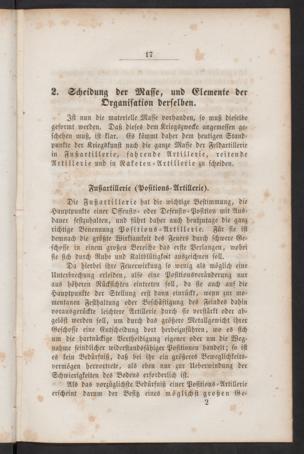 17
2. Scheidung der Masse, und Elemente der
Organisation derselben.
Ist nun die materielle Masse vorhanden, so muß dieselbe
geformt werden. Daß dieses dem Kriegszwecke angemessen ge-
schehen muß, ist klar. Es kömmt daher dem heutigen Stand-
punkte der Kriegskunst nach die ganze Masse der Feldartillerie
in Fußartillerie, fahrende Artillerie, reitende
Artillerie und in Raketen-Artillerie zu scheiden.
Fußartillerie (Positions-Artillerie).
Die Fußartillerie hat die wichtige Bestimmung, die
Hauptpunkte einer Offensiv- oder Defensiv-Position mit Aus-
dauer festzuhalten, und führt daher auch heutzutage die ganz
richtige Benennung Positions-Artillerie. Für sie ist
demnach die größte Wirksamkeit des Feuers durch schwere Ge-
schosse in einem großen Bereiche das erste Verlangen, wobei
sie sich durch Ruhe und Kaltblütigkeit auszeichnen soll.
Da hierbei ihre Feuerwirkung so wenig als möglich eine
Unterbrechung erleiden, also eine Positionsveränderung nur
aus höheren Rücksichten eintreten soll, da sie auch auf die
Hauptpunkte der Stellung erst dann einrückt, wenn zur mo-
mentanen Festhaltung oder Beschäftigung des Feindes dahin
vorausgerückte leichtere Artillerie durch sie verstärkt oder ab-
gelöst werden soll, um durch das größere Metallgewicht ihrer
Geschosse eine Entscheidung dort herbeizuführen, wo es sich
um die hartnäckige Vertheidigung eigener oder um die Weg-
nahme feindlicher widerstandsfähiger Positionen handelt; so ist
es kein Bedürfniß, daß bei ihr ein größeres Beweglichkeits-
vermögen hervortrete, als eben nur zur Ueberwindung der
Schwierigkeiten des Bodens erforderlich ist.
Als das vorzüglichste Bedürfniß einer Positions-Artillerie
erscheint darum der Besitz eines möglichst großen Ge-
2